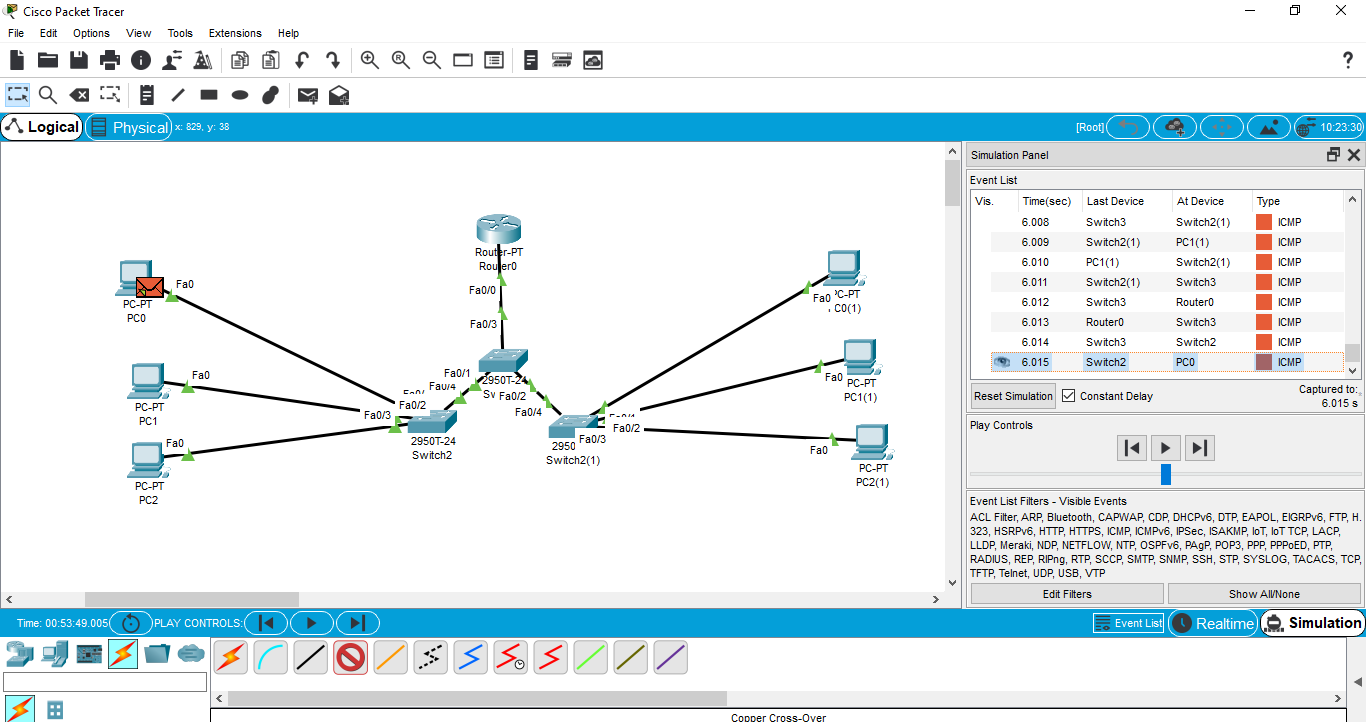 Cisco Packet Tracer
File Edit Options View Tools Extensions Help
Logical Physical x: 829, y: 38 [Root] 10:23:30
Simulation Panel
Event List
Vis. Time(sec) Last Device At Device Type
6.008 Switch3 Switch2(1) ICMP
6.009 Switch2(1) PC1(1) ICMP
6.010 PC1(1) Switch2(1) ICMP
6.011 Switch2(1) Switch3 ICMP
6.012 Switch3 Router0 ICMP
6.013 Router0 Switch3 ICMP
6.014 Switch3 Switch2 ICMP
6.015 Switch2 PC0 ICMP
Reset Simulation Constant Delay
Captured to:
6.015 s
Play Controls
Event List Filters - Visible Events
ACL Filter, ARP, Bluetooth, CAPWAP, CDP, DHCPv6, DTP, EAPOL, EIGRPv6, FTP, H.
323, HSRPv6, HTTP, HTTPS, ICMP, ICMPv6, IPSec, ISAKMP, IoT, IoT TCP, LACP,
LLDP, Meraki, NDP, NETFLOW, NTP, OSPFv6, PAgP, POP3, PPP, PPPoED, PTP,
RADIUS, REP, RIPng, RTP, SCCP, SMTP, SNMP, SSH, STP, SYSLOG, TACACS, TCP,
TFTP, Telnet, UDP, USB, VTP
Edit Filters Show All/None
Router-PT
Router0
Fa0/0
Fa0/3
Fa0
PC-PT
PC0
Fa0
PC-PT
PC1
Fa0
PC-PT
PC2
Fa0/1
Fa0/4
2950T-24
Fa0/2
Fa0/4
Fa0/2
Fa0/3
2950T-24
Switch2
2950
Fa0/3
Fa0/2
Switch2(1)
Fa0
PC-PT
C0(1)
Fa0
PC-PT
PC1(1)
Fa0
PC-PT
PC2(1)
Time: 00:53:49.005 PLAY CONTROLS: Event List Realtime Simulation
Copper Cross-Over